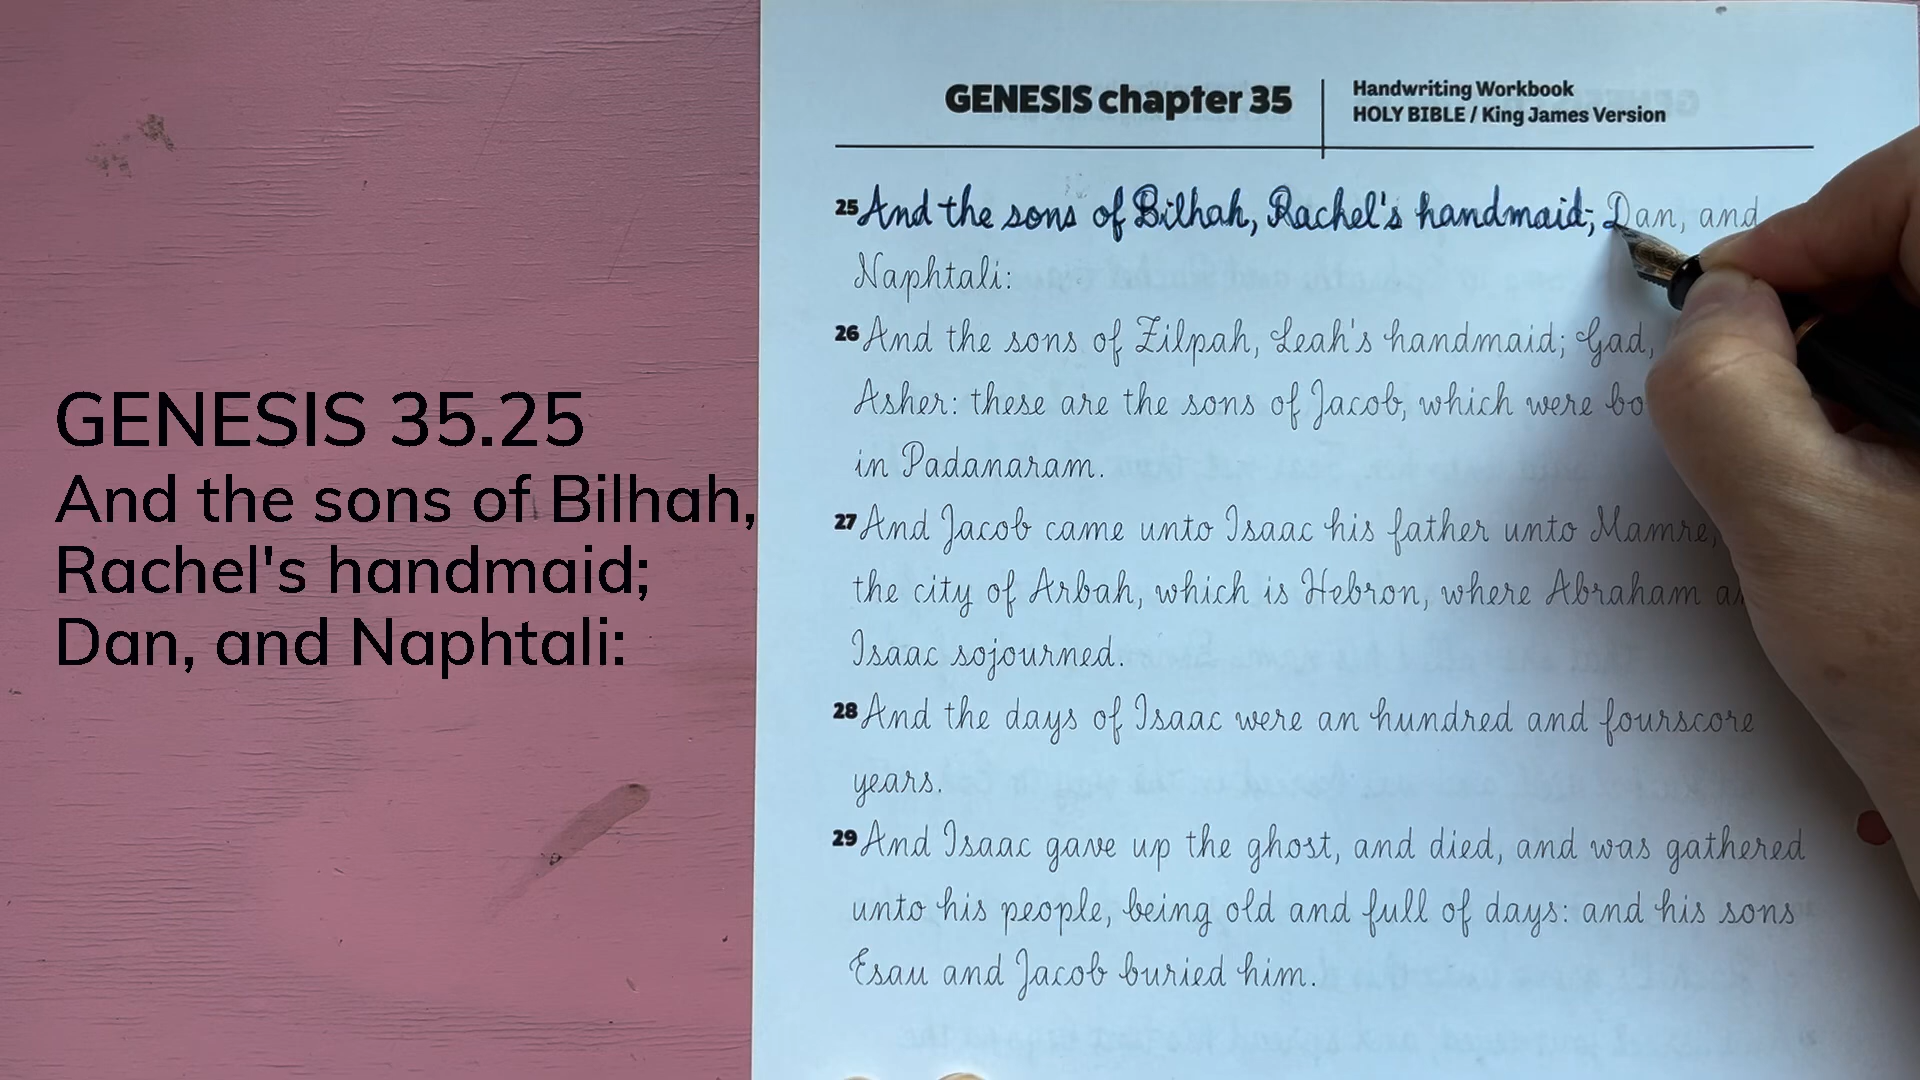 GENESIS 35.25
And the sons of Bilhah,
Rachel's handmaid;
Dan, and Naphtali:
GENESIS chapter 35
Handwriting Workbook
HOLY BIBLE / King James Version
25 And the sons of Bilhah, Rachel's handmaid; Dan, and
Naphtali:
26 And the sons of Zilpah, Leah's handmaid; Gad,
Asher: these are the sons of Jacob, which were
in Padanaram.
27 And Jacob came unto Isaac his father unto Mamre,
the city of Arbah, which is Hebron, where Abraham
Isaac sojourned.
28 And the days of Isaac were an hundred and fourscore
years.
29 And Isaac gave up the ghost, and died, and was gathered
unto his people, being old and full of days: and his sons
Esau and Jacob buried him.